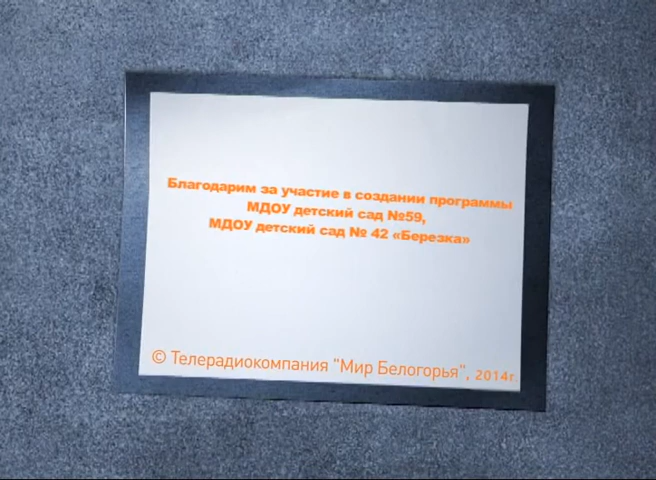 Благодарим за участие в создании программы
МДОУ детский сад №59,
МДОУ детский сад № 42 «Березка»
© Телерадиокомпания "Мир Белогорья", 2014г.